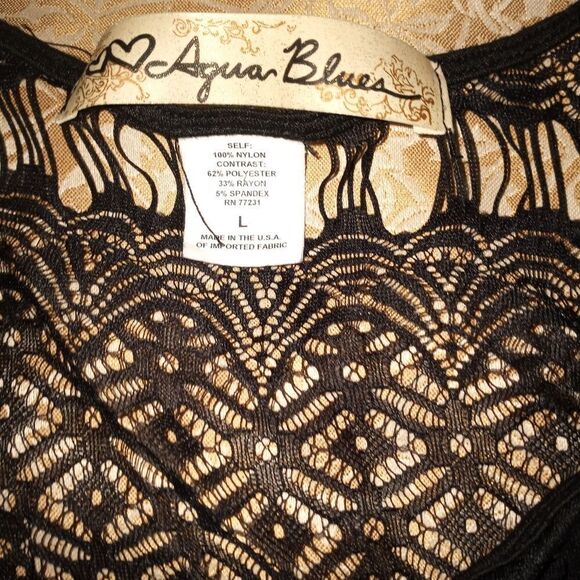 Aqua Blues
SELF:
100% NYLON
CONTRAST:
62% POLYESTER
33% RAYON
5% SPANDEX
RN 77231
L
MADE IN THE U.S.A.
OF IMPORTED FABRIC